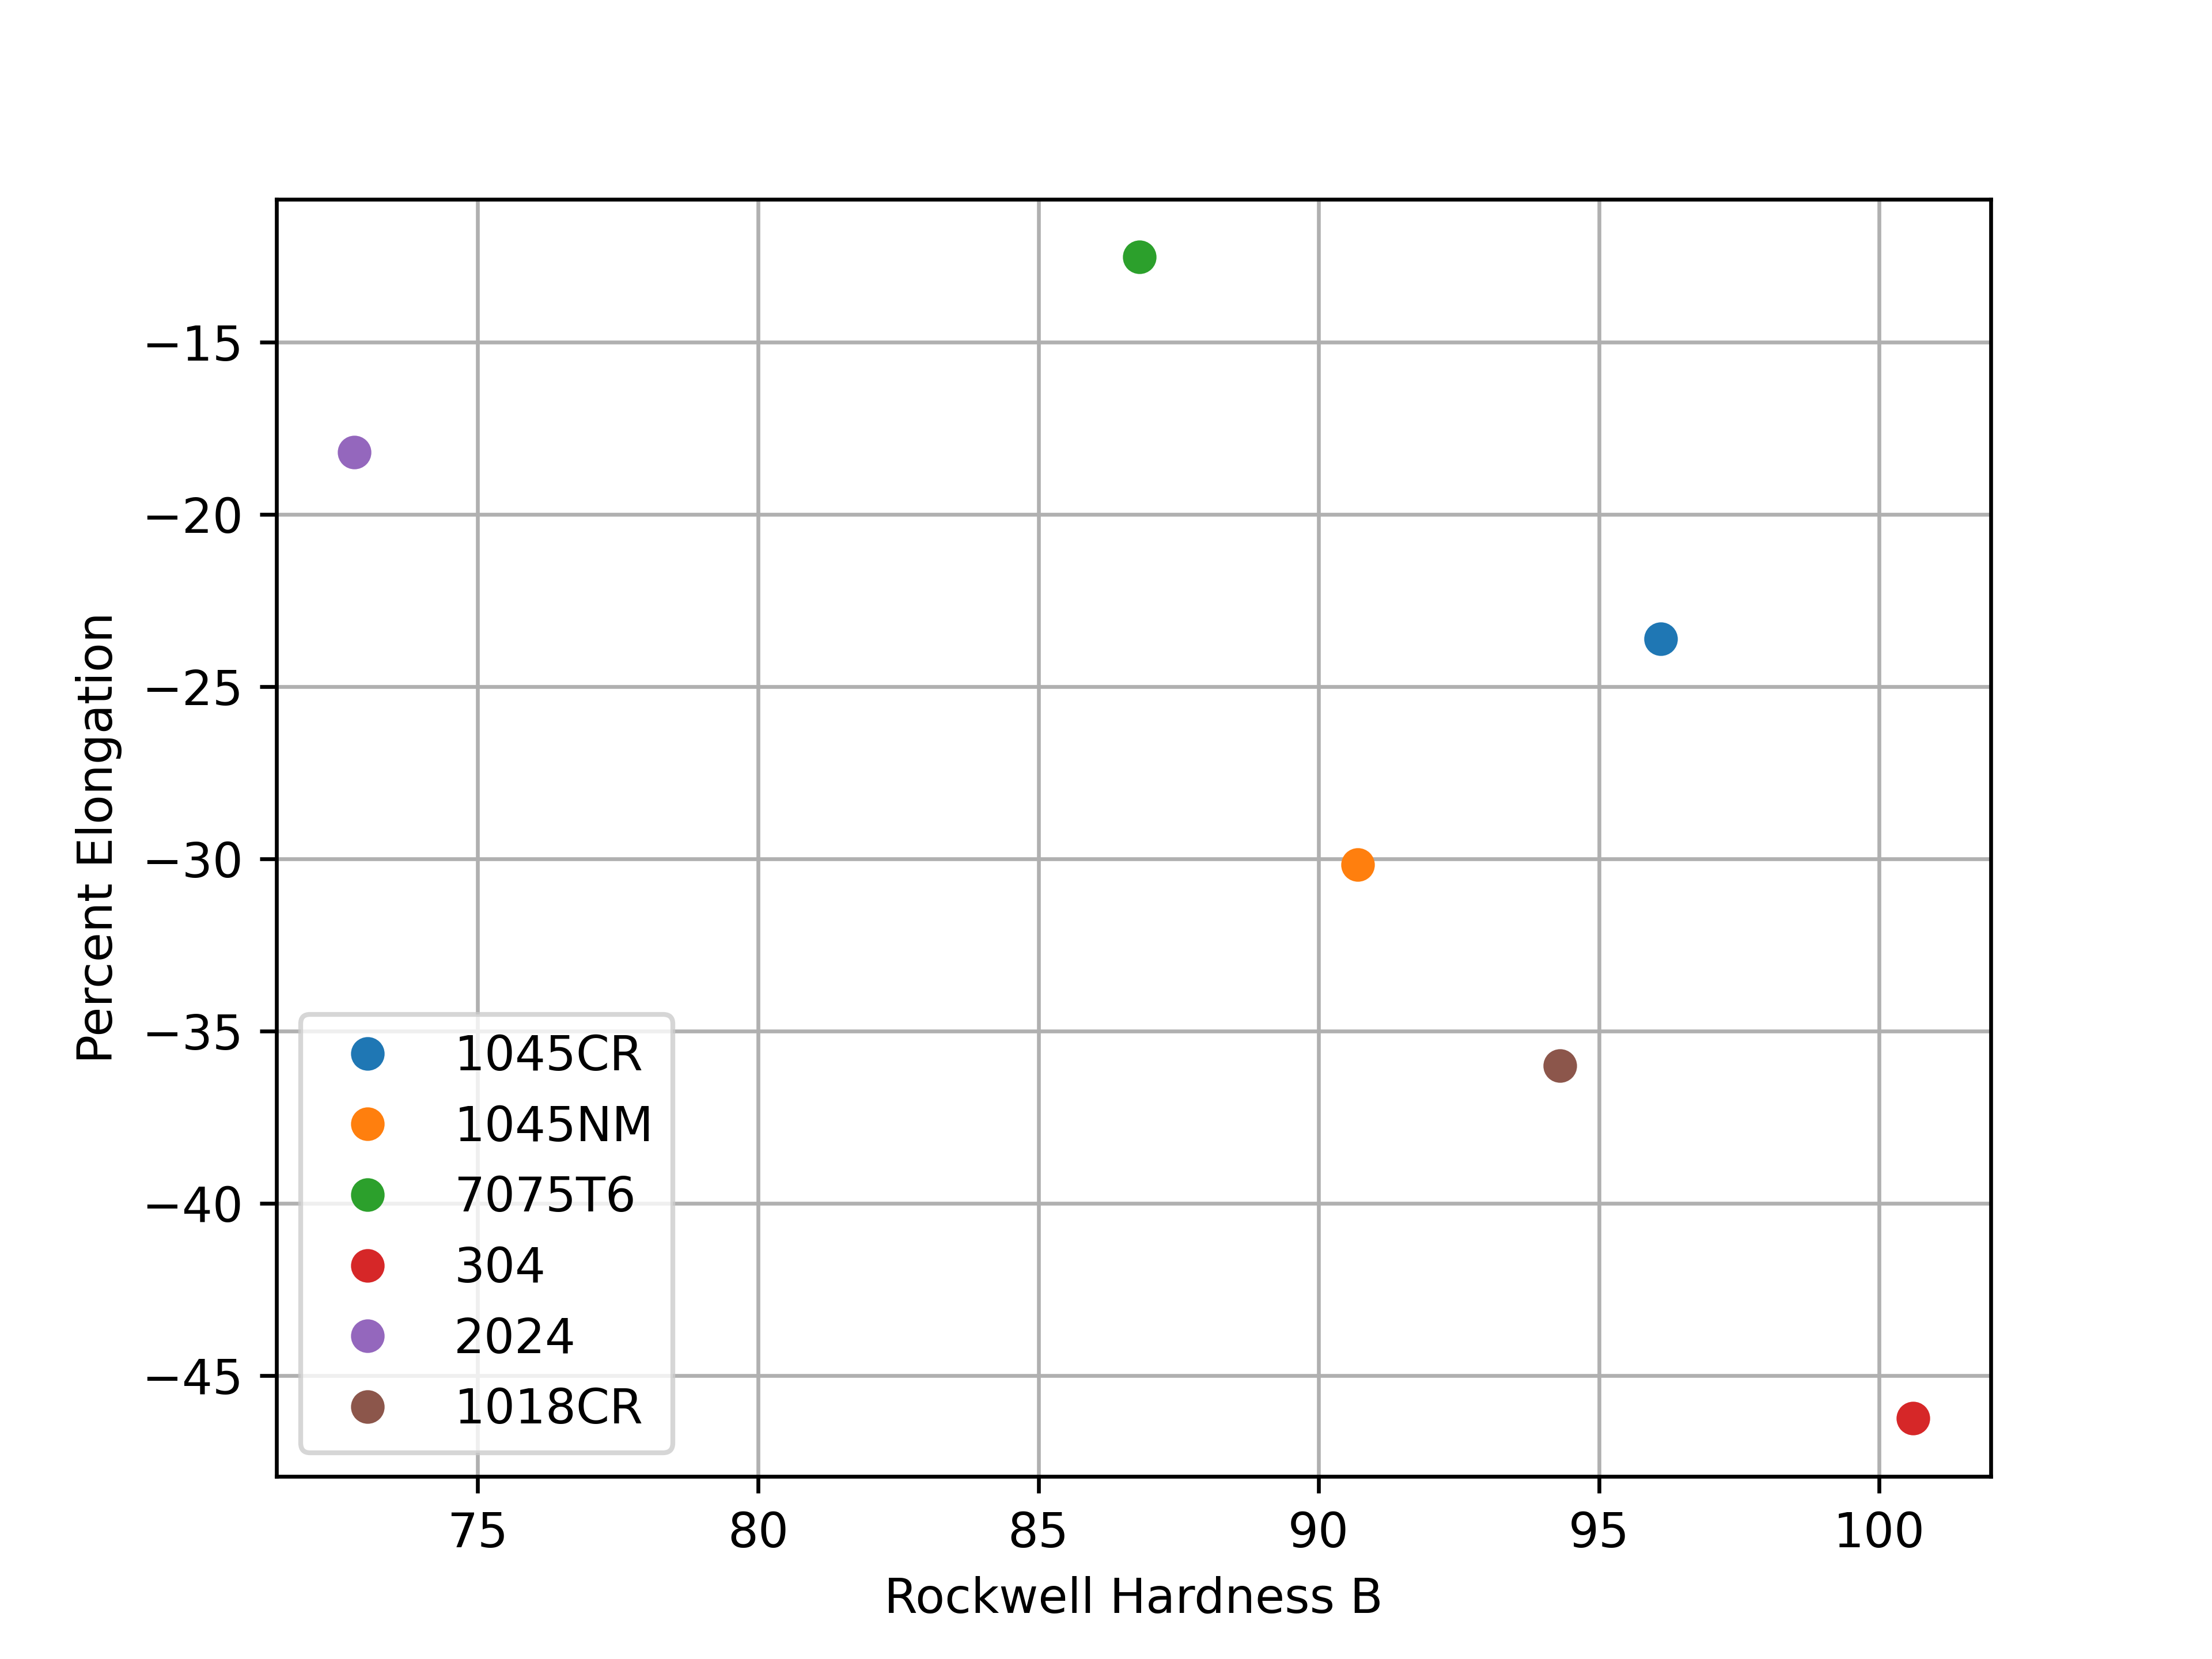 Percent Elongation
−15
−20
−25
−30
−35
−40
−45
1045CR
1045NM
7075T6
304
2024
1018CR
75 80 85 90 95 100
Rockwell Hardness B